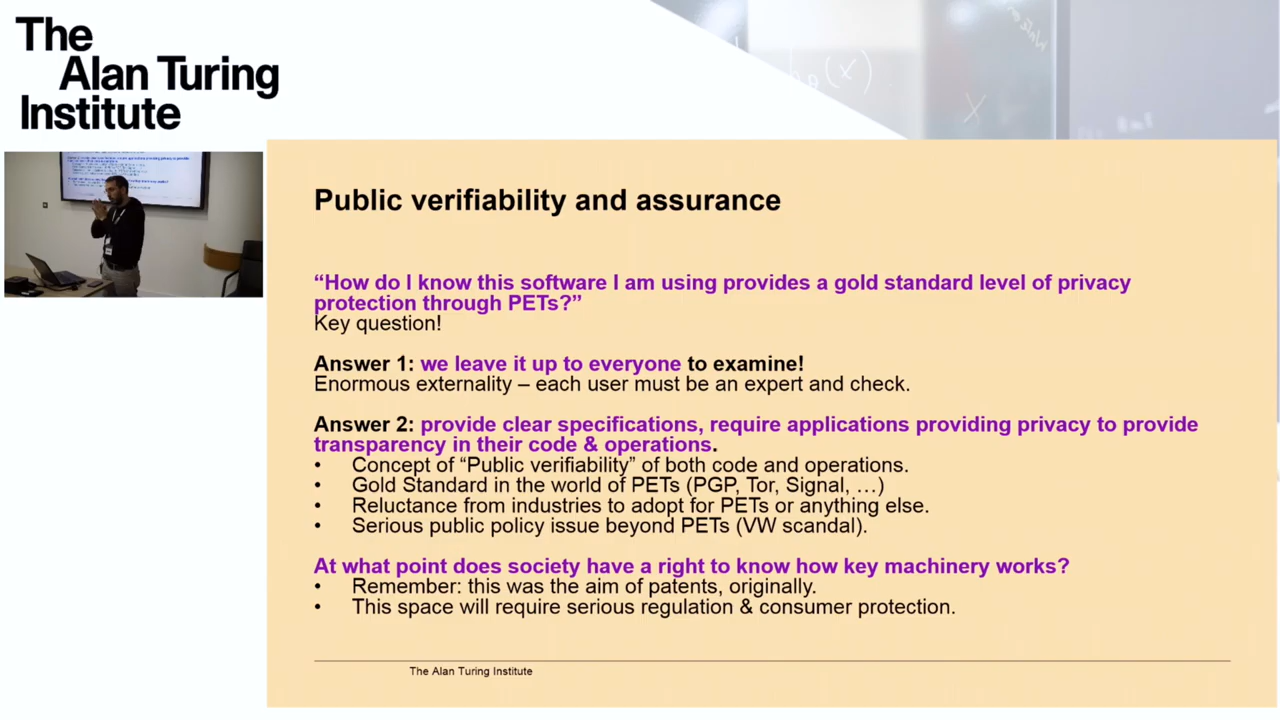 The
Alan Turing
Institute
Public verifiability and assurance
“How do I know this software I am using provides a gold standard level of privacy
protection through PETs?”
Key question!
Answer 1: we leave it up to everyone to examine!
Enormous externality – each user must be an expert and check.
Answer 2: provide clear specifications, require applications providing privacy to provide
transparency in their code & operations.
• Concept of “Public verifiability” of both code and operations.
• Gold Standard in the world of PETs (PGP, Tor, Signal, …)
• Reluctance from industries to adopt for PETs or anything else.
• Serious public policy issue beyond PETs (VW scandal).
At what point does society have a right to know how key machinery works?
• Remember: this was the aim of patents, originally.
• This space will require serious regulation & consumer protection.
The Alan Turing Institute